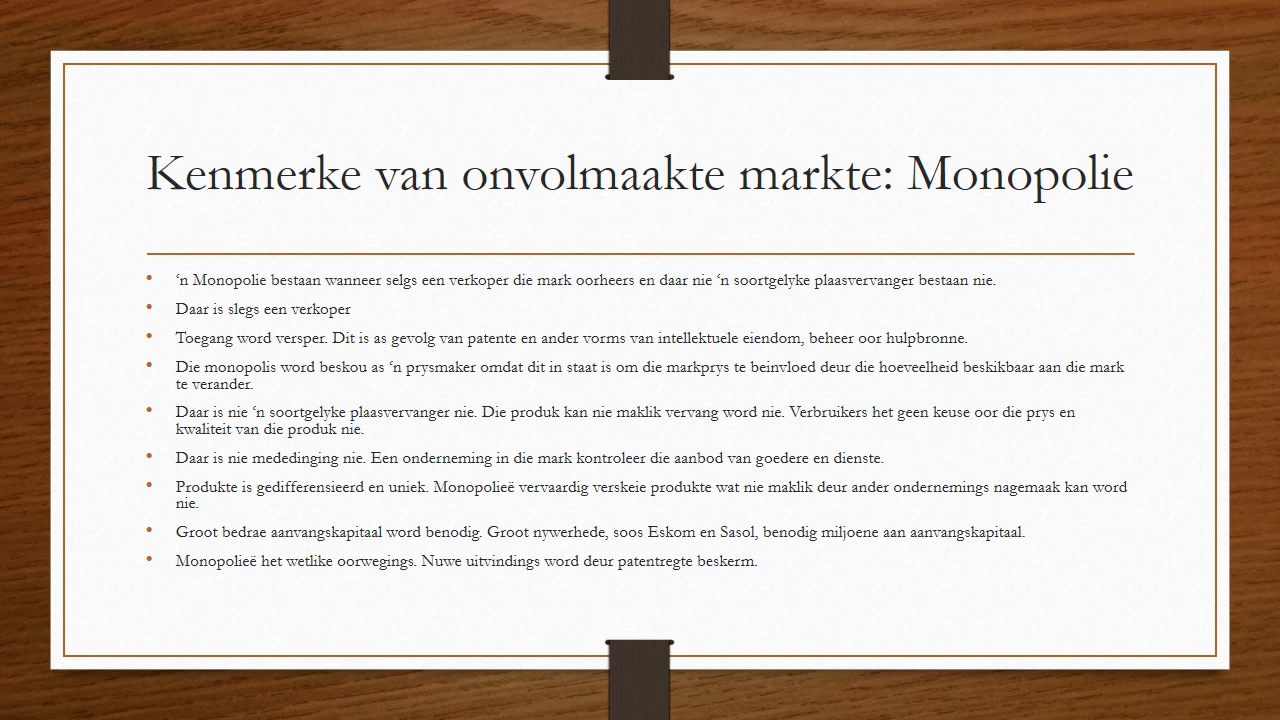 Kenmerke van onvolmaakte markte: Monopolie
• ‘n Monopolie bestaan wanneer selgs een verkoper die mark oorheers en daar nie ‘n soortgelyke plaasvervanger bestaan nie.
• Daar is slegs een verkoper
• Toegang word versper. Dit is as gevolg van patente en ander vorms van intellektuele eiendom, beheer oor hulpbronne.
• Die monopolis word beskou as ‘n prysmaker omdat dit in staat is om die markprys te beinvloed deur die hoeveelheid beskikbaar aan die mark
te verander.
• Daar is nie ‘n soortgelyke plaasvervanger nie. Die produk kan nie maklik vervang word nie. Verbruikers het geen keuse oor die prys en
kwaliteit van die produk nie.
• Daar is nie mededinging nie. Een onderneming in die mark kontroleer die aanbod van goedere en dienste.
• Produkte is gedifferensieerd en uniek. Monopolieë vervaardig verskeie produkte wat nie maklik deur ander ondernemings nagemaak kan word
nie.
• Groot bedrae aanvangskapitaal word benodig. Groot nywerhede, soos Eskom en Sasol, benodig miljoene aan aanvangskapitaal.
• Monopolieë het wetlike oorwegings. Nuwe uitvindings word deur patentregte beskerm.